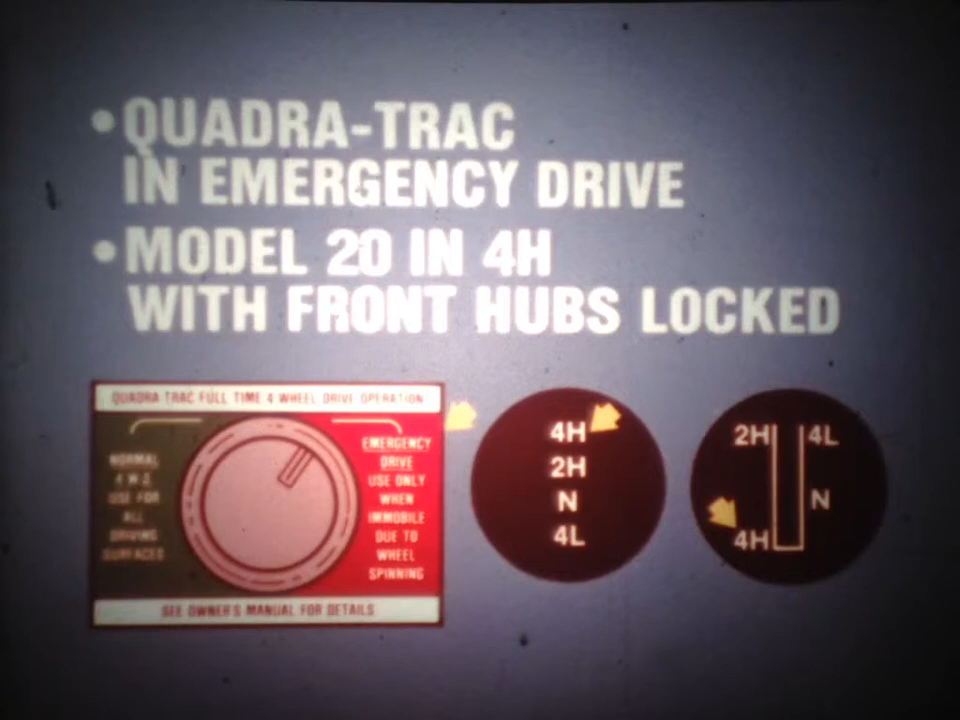 •QUADRA-TRAC
IN EMERGENCY DRIVE
•MODEL 20 IN 4H
WITH FRONT HUBS LOCKED
QUADRA TRAC FULL TIME 4 WHEEL DRIVE OPERATION
NORMAL
4 W D
USE FOR
ALL
DRIVING
SURFACES
EMERGENCY
DRIVE
USE ONLY
WHEN
IMMOBILE
DUE TO
WHEEL
SPINNING
SEE OWNER'S MANUAL FOR DETAILS
4H
2H
N
4L
2H 4L
N
4H